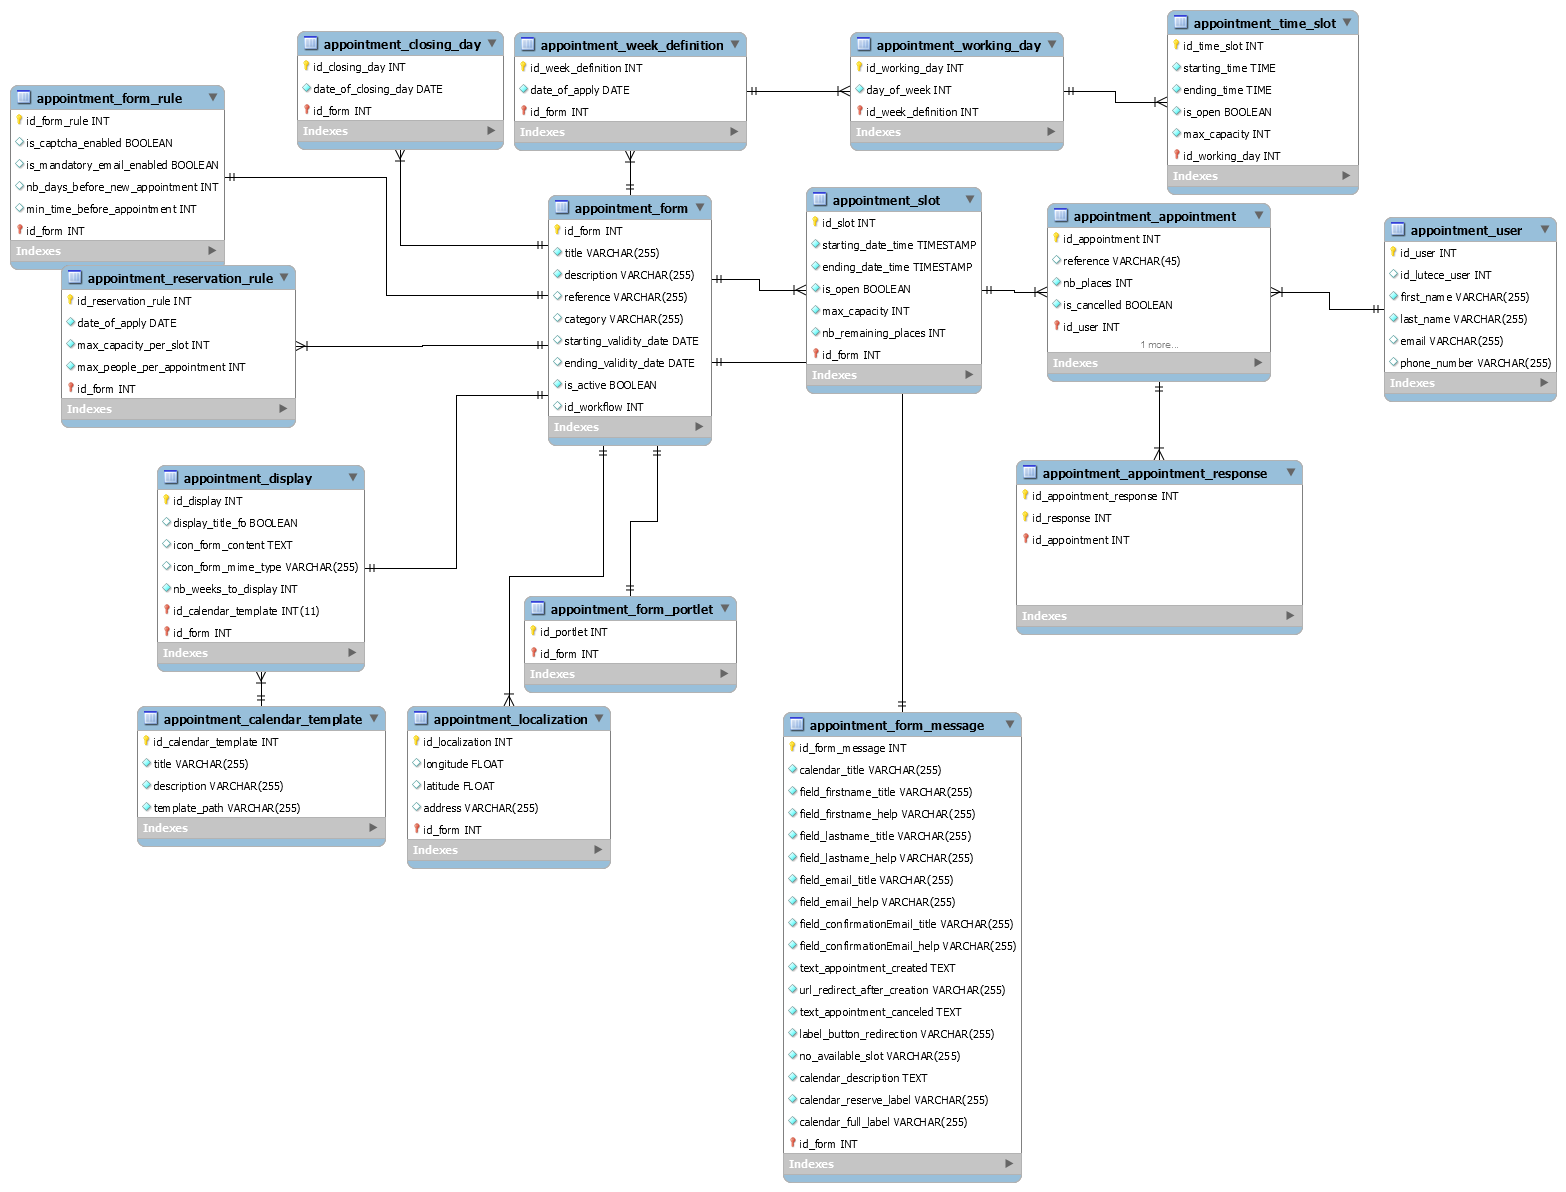 appointment_time_slot
id_time_slot INT
starting_time TIME
ending_time TIME
is_open BOOLEAN
max_capacity INT
id_working_day INT
Indexes
appointment_closing_day
id_closing_day INT
date_of_closing_day DATE
id_form INT
Indexes
appointment_week_definition
id_week_definition INT
date_of_apply DATE
id_form INT
Indexes
appointment_working_day
id_working_day INT
day_of_week INT
id_week_definition INT
Indexes
appointment_form_rule
id_form_rule INT
is_captcha_enabled BOOLEAN
is_mandatory_email_enabled BOOLEAN
nb_days_before_new_appointment INT
min_time_before_appointment INT
id_form INT
Indexes
appointment_reservation_rule
id_reservation_rule INT
date_of_apply DATE
max_capacity_per_slot INT
max_people_per_appointment INT
id_form INT
Indexes
appointment_form
id_form INT
title VARCHAR(255)
description VARCHAR(255)
reference VARCHAR(255)
category VARCHAR(255)
starting_validity_date DATE
ending_validity_date DATE
is_active BOOLEAN
id_workflow INT
Indexes
appointment_slot
id_slot INT
starting_date_time TIMESTAMP
ending_date_time TIMESTAMP
is_open BOOLEAN
max_capacity INT
nb_remaining_places INT
id_form INT
Indexes
appointment_appointment
id_appointment INT
reference VARCHAR(45)
nb_places INT
is_cancelled BOOLEAN
id_user INT
1 more...
Indexes
appointment_user
id_user INT
id_lutece_user INT
first_name VARCHAR(255)
last_name VARCHAR(255)
email VARCHAR(255)
phone_number VARCHAR(255)
Indexes
appointment_display
id_display INT
display_title_fo BOOLEAN
icon_form_content TEXT
icon_form_mime_type VARCHAR(255)
nb_weeks_to_display INT
id_calendar_template INT(11)
id_form INT
Indexes
appointment_appointment_response
id_appointment_response INT
id_response INT
id_appointment INT
Indexes
appointment_form_portlet
id_portlet INT
id_form INT
Indexes
appointment_calendar_template
id_calendar_template INT
title VARCHAR(255)
description VARCHAR(255)
template_path VARCHAR(255)
Indexes
appointment_localization
id_localization INT
longitude FLOAT
latitude FLOAT
address VARCHAR(255)
id_form INT
Indexes
appointment_form_message
id_form_message INT
calendar_title VARCHAR(255)
field_firstname_title VARCHAR(255)
field_firstname_help VARCHAR(255)
field_lastname_title VARCHAR(255)
field_lastname_help VARCHAR(255)
field_email_title VARCHAR(255)
field_email_help VARCHAR(255)
field_confirmationEmail_title VARCHAR(255)
field_confirmationEmail_help VARCHAR(255)
text_appointment_created TEXT
url_redirect_after_creation VARCHAR(255)
text_appointment_canceled TEXT
label_button_redirection VARCHAR(255)
no_available_slot VARCHAR(255)
calendar_description TEXT
calendar_reserve_label VARCHAR(255)
calendar_full_label VARCHAR(255)
id_form INT
Indexes